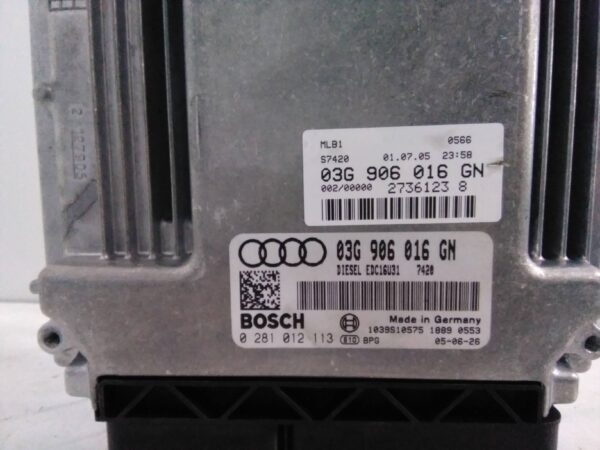 MLB1 0566
S7420 01.07.05 23:58
03G 906 016 GN
002/00000 2736123 8
03G 906 016 GN
DIESEL EDC16U31 7420
BOSCH Made in Germany
1039S10575 1889 0553
0 281 012 113 BPG 05-06-26